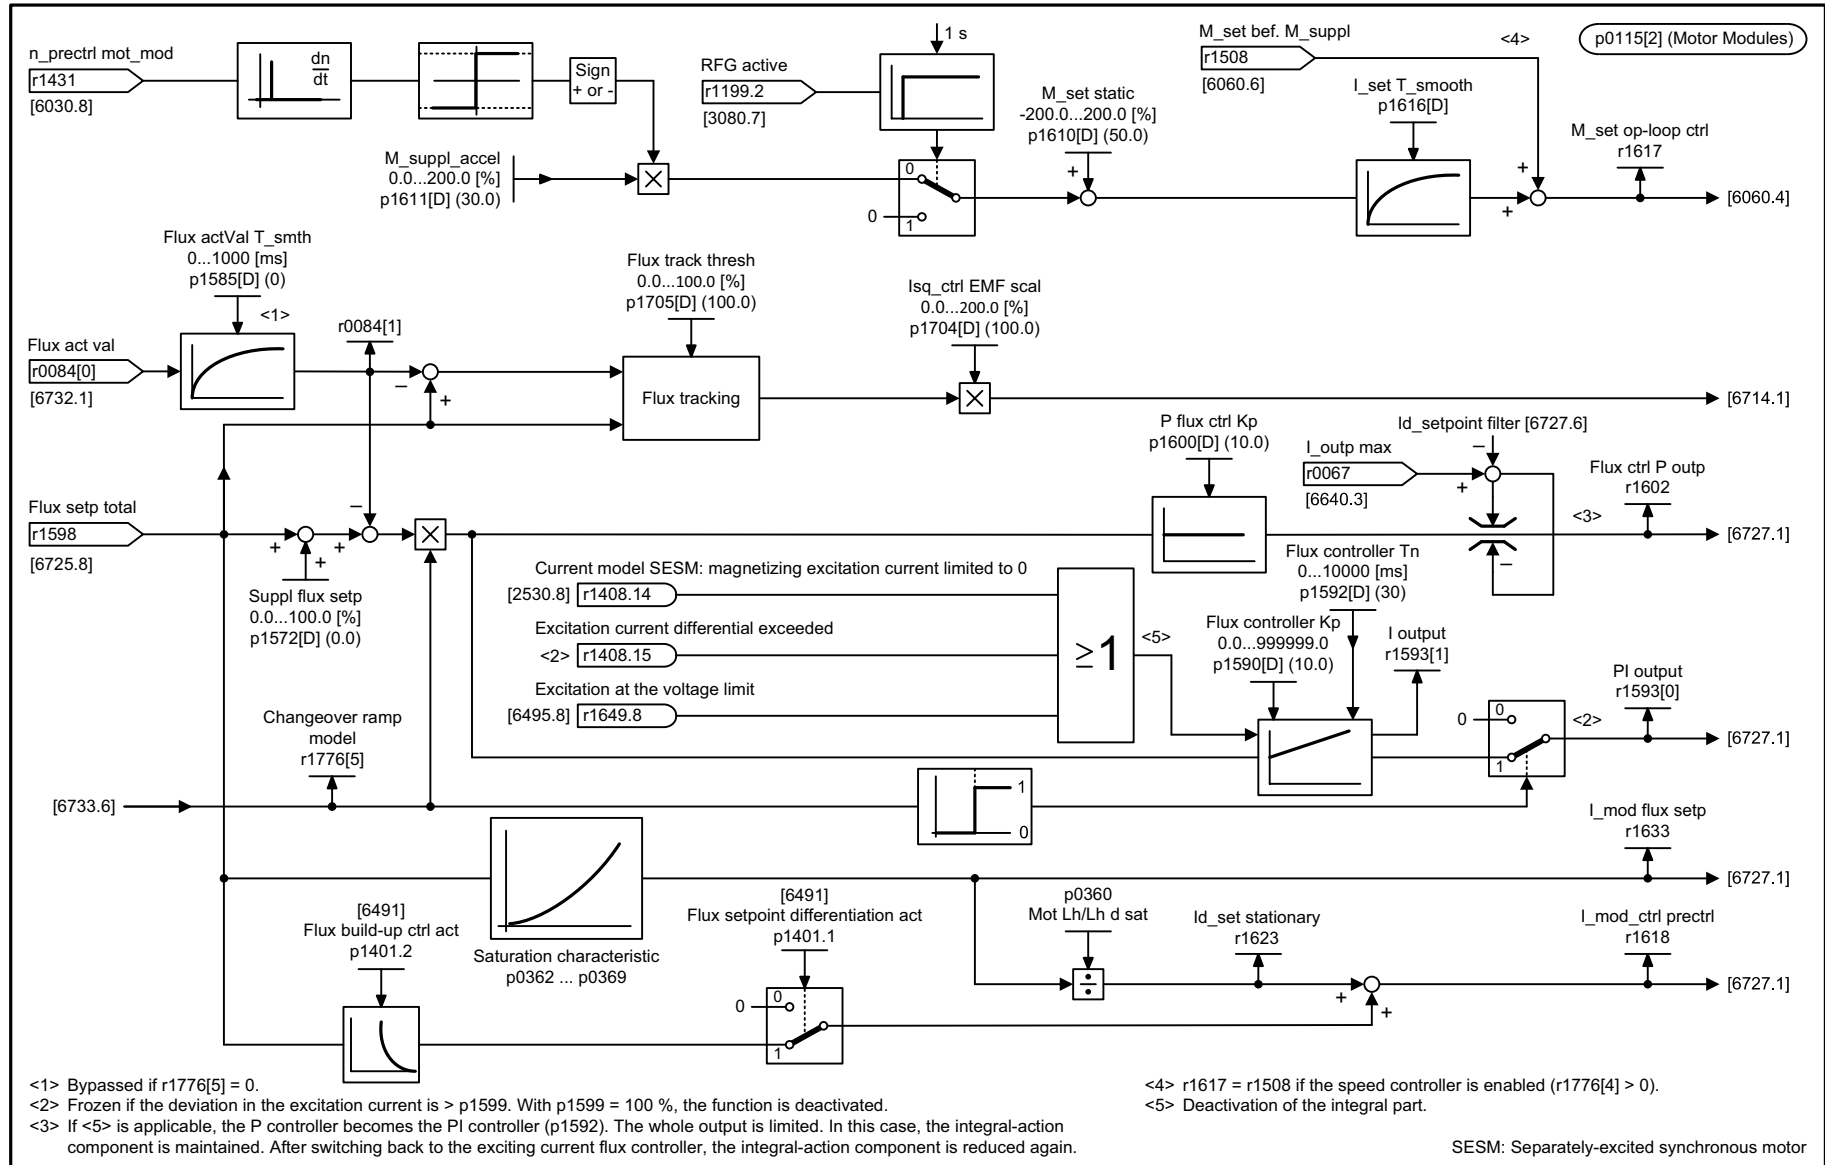 n_prectrl mot_mod
r1431
[6030.8]
dn
dt
Sign
+ or -
RFG active
r1199.2
[3080.7]
1 s
M_set bef. M_suppl
r1508
[6060.6]
<4>
p0115[2] (Motor Modules)
M_suppl_accel
0.0...200.0 [%]
p1611[D] (30.0)
0
0
1
M_set static
-200.0...200.0 [%]
p1610[D] (50.0)
+
I_set T_smooth
p1616[D]
+
+
M_set op-loop ctrl
r1617
[6060.4]
Flux actVal T_smth
0...1000 [ms]
p1585[D] (0)
<1>
Flux act val
r0084[0]
[6732.1]
r0084[1]
–
+
Flux track thresh
0.0...100.0 [%]
p1705[D] (100.0)
Flux tracking
Isq_ctrl EMF scal
0.0...200.0 [%]
p1704[D] (100.0)
[6714.1]
Flux setp total
r1598
[6725.8]
+
+
Suppl flux setp
0.0...100.0 [%]
p1572[D] (0.0)
–
+
P flux ctrl Kp
p1600[D] (10.0)
I_outp max
r0067
[6640.3]
Id_setpoint filter [6727.6]
–
+
–
<3>
Flux ctrl P outp
r1602
[6727.1]
Current model SESM: magnetizing excitation current limited to 0
[2530.8] r1408.14
Excitation current differential exceeded
<2> r1408.15
Excitation at the voltage limit
[6495.8] r1649.8
≥1
<5>
Flux controller Tn
0...10000 [ms]
p1592[D] (30)
Flux controller Kp
0.0...999999.0
p1590[D] (10.0)
I output
r1593[1]
0
0
1
<2>
PI output
r1593[0]
[6727.1]
Changeover ramp
model
r1776[5]
[6733.6]
1
0
I_mod flux setp
r1633
[6727.1]
Saturation characteristic
p0362 ... p0369
[6491]
Flux build-up ctrl act
p1401.2
[6491]
Flux setpoint differentiation act
p1401.1
0
0
1
p0360
Mot Lh/Lh d sat
÷
Id_set stationary
r1623
+
+
I_mod_ctrl prectrl
r1618
[6727.1]
<1> Bypassed if r1776[5] = 0.
<2> Frozen if the deviation in the excitation current is > p1599. With p1599 = 100 %, the function is deactivated.
<3> If <5> is applicable, the P controller becomes the PI controller (p1592). The whole output is limited. In this case, the integral-action
component is maintained. After switching back to the exciting current flux controller, the integral-action component is reduced again.
<4> r1617 = r1508 if the speed controller is enabled (r1776[4] > 0).
<5> Deactivation of the integral part.
SESM: Separately-excited synchronous motor